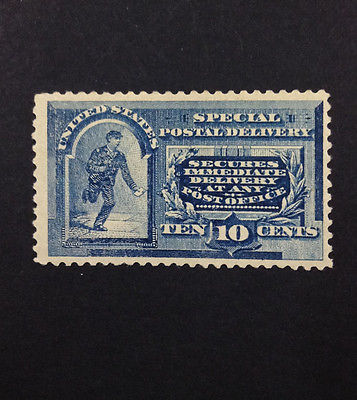 UNITED STATES
SPECIAL
POSTAL DELIVERY
SECURES
IMMEDIATE
DELIVERY
AT ANY
POST OFFICE
TEN 10 CENTS